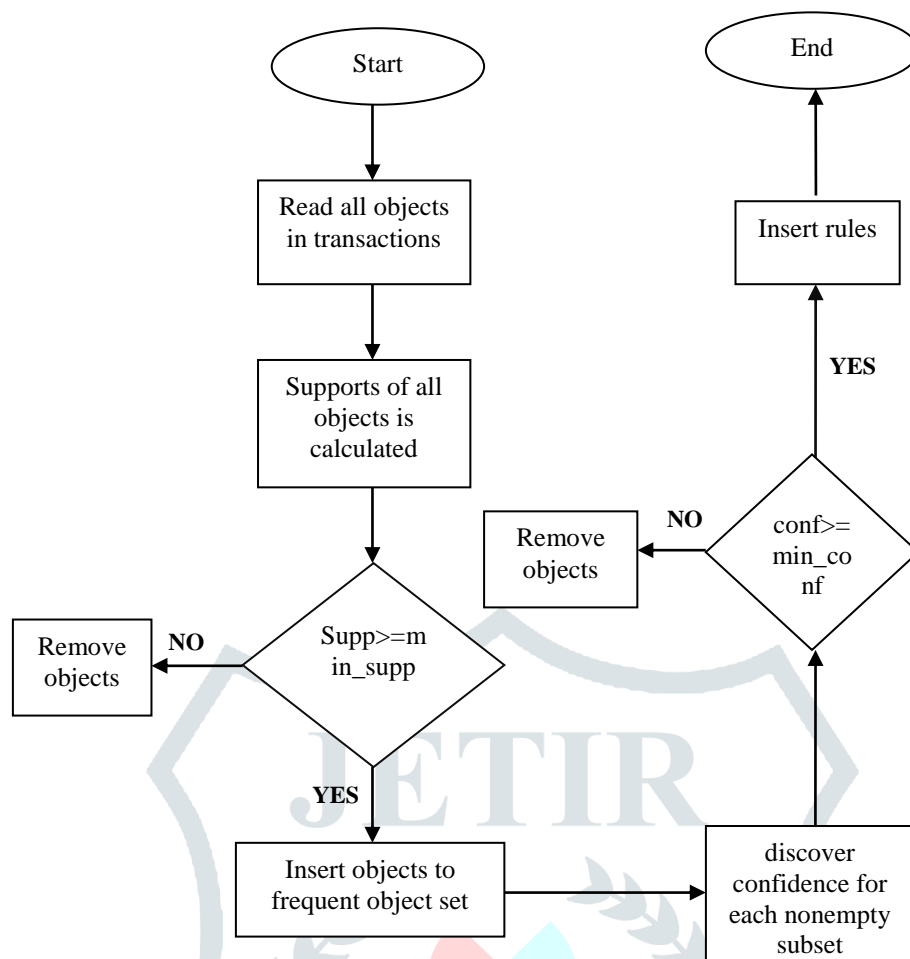 Start
Read all objects
in transactions
Supports of all
objects is
calculated
Supp>=m
in_supp
NO
Remove
objects
YES
Insert objects to
frequent object set
discover
confidence for
each nonempty
subset
conf>=
min_co
nf
NO
Remove
objects
YES
Insert rules
End
JETIR